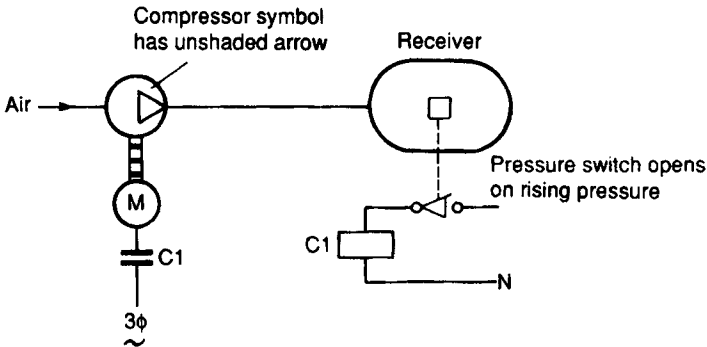 Compressor symbol
has unshaded arrow
Receiver
Air
Pressure switch opens
on rising pressure
M
C1
C1
N
3ϕ
~